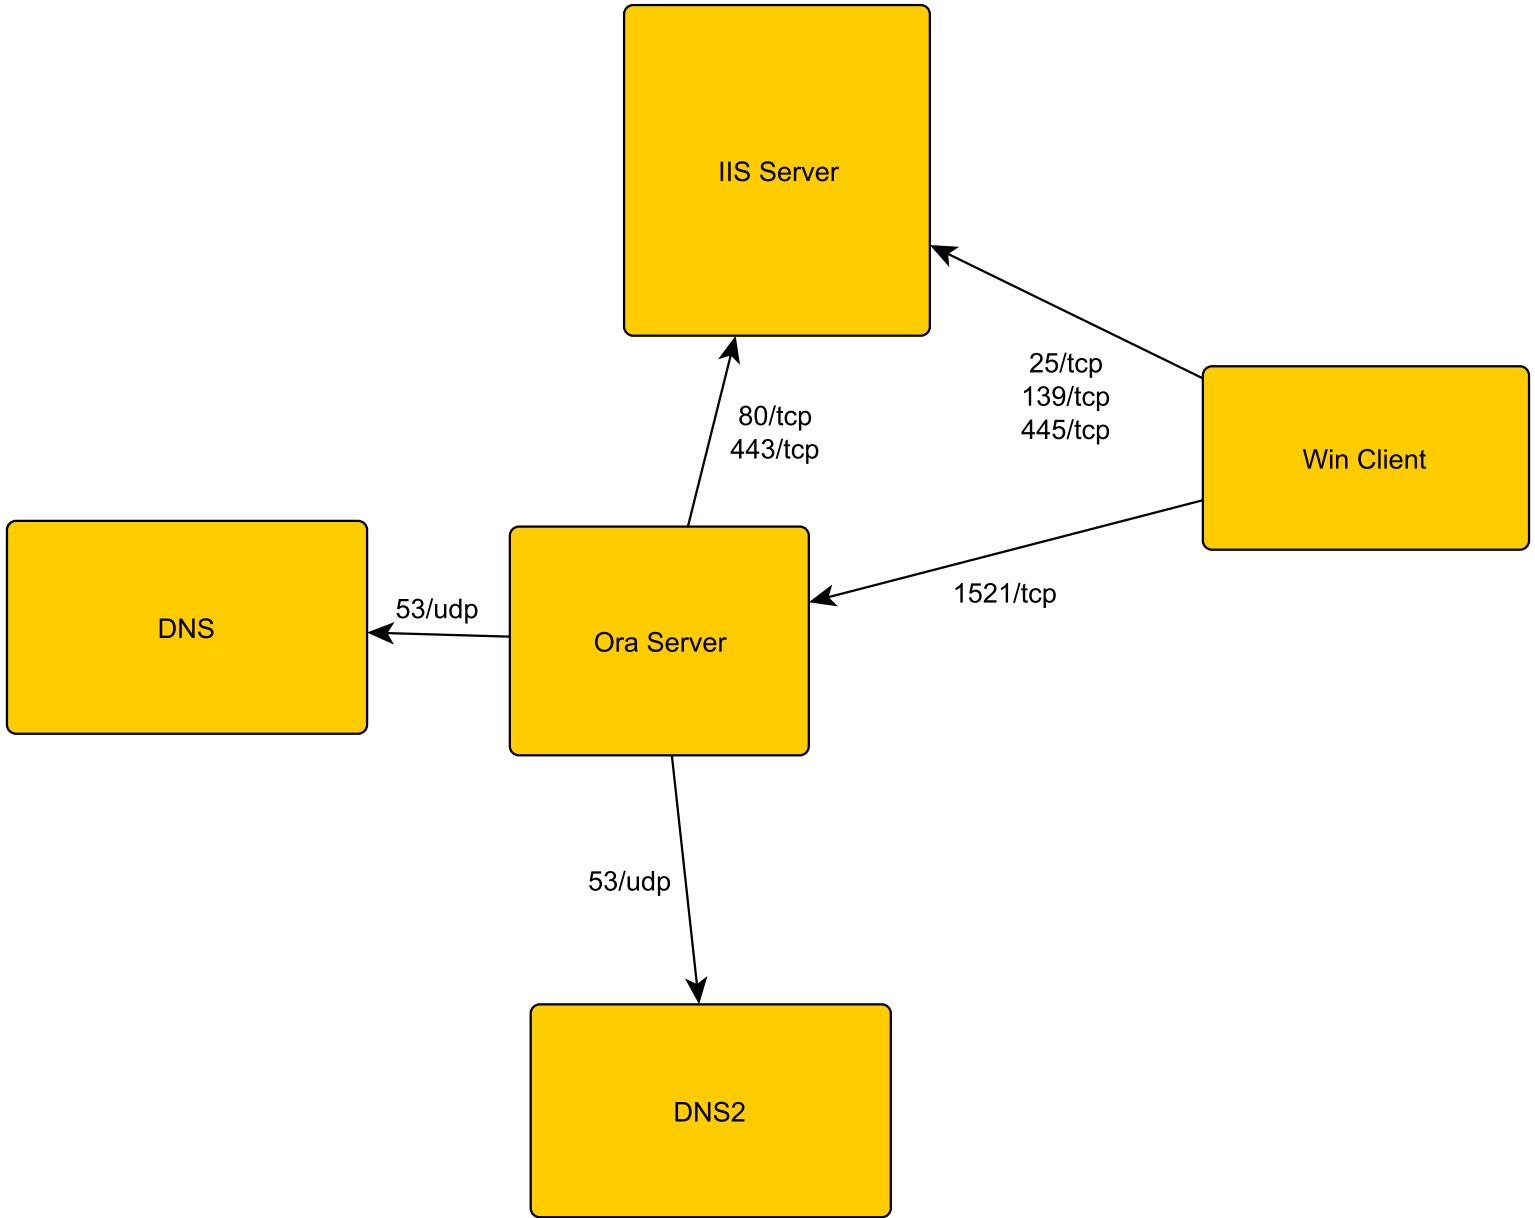 IIS Server
25/tcp
139/tcp
445/tcp
80/tcp
443/tcp
Win Client
1521/tcp
53/udp
DNS
Ora Server
53/udp
DNS2